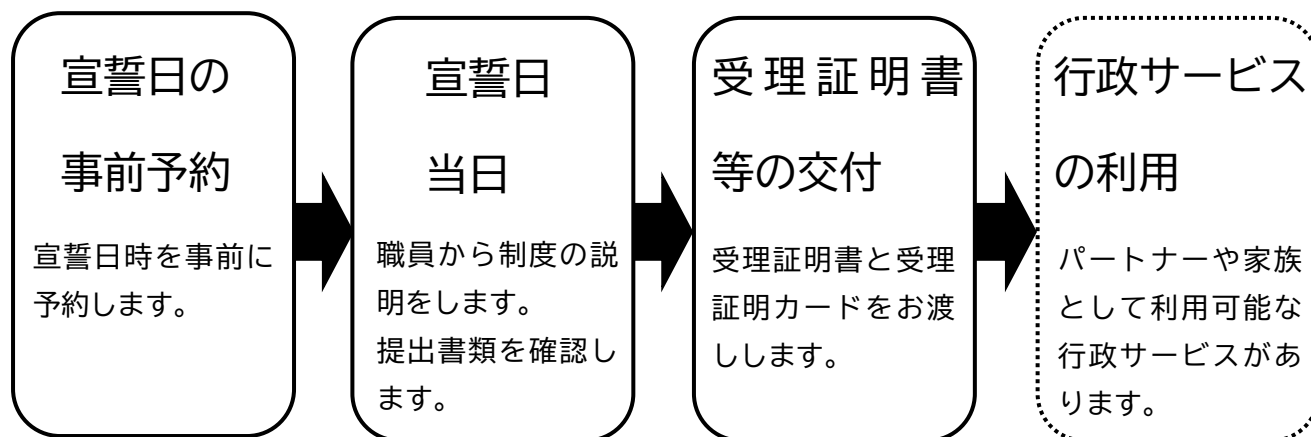 宣誓日の
事前予約
宣誓日時を事前に
予約します。
宣誓日
当日
職員から制度の説
明をします。
提出書類を確認し
ます。
受理証明書
等の交付
受理証明書と受理
証明カードをお渡
しします。
行政サービス
の利用
パートナーや家族
として利用可能な
行政サービスがあ
ります。